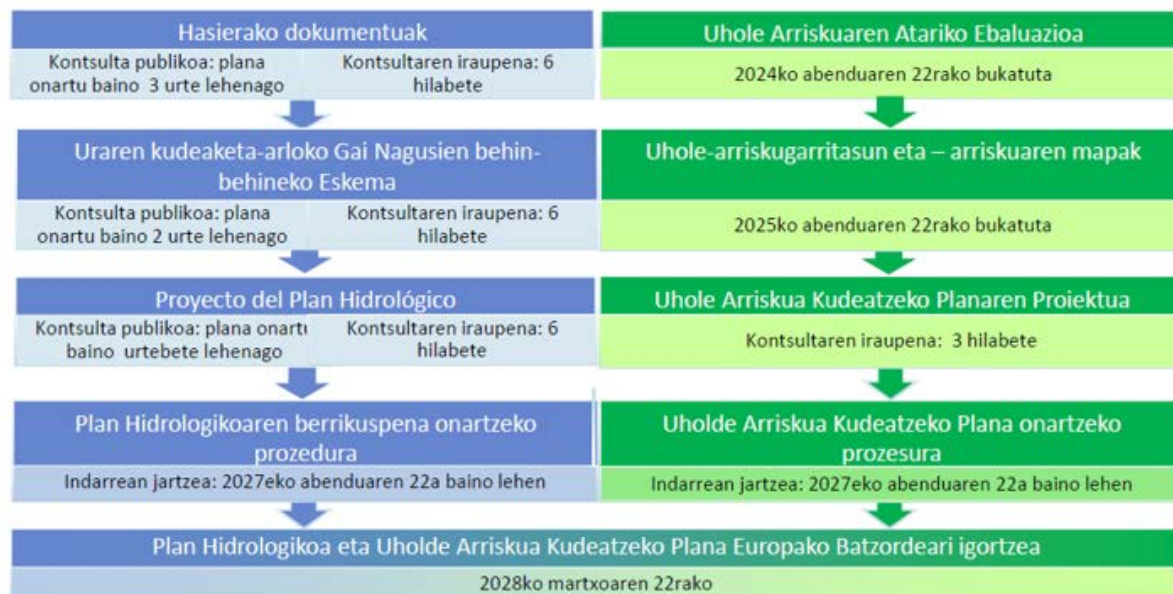 Hasierako dokumentuak
Kontsulta publikoa: plana
onartu baino 3 urte lehenago
Kontsultaren iraupena: 6
hilabete
Uraren kudeaketa-arloko Gai Nagusien behin-
behineko Eskema
Kontsulta publikoa: plana
onartu baino 2 urte lehenago
Kontsultaren iraupena: 6
hilabete
Proyecto del Plan Hidrológico
Kontsulta publikoa: plana onartu
baino urtebete lehenago
Kontsultaren iraupena: 6
hilabete
Plan Hidrologikoaren berrikuspena onartzeko
prozedura
Indarrean jartzea: 2027eko abenduaren 22a baino lehen
Uhole Arriskuaren Atariko Ebaluazioa
2024ko abenduaren 22rako bukatuta
Uhole-arriskugarritasun eta – arriskuaren mapak
2025ko abenduaren 22rako bukatuta
Uhole Arriskua Kudeatzeko Planaren Proiektua
Kontsultaren iraupena: 3 hilabete
Uholde Arriskua Kudeatzeko Plana onartzeko
prozesura
Indarrean jartzea: 2027eko abenduaren 22a baino lehen
Plan Hidrologikoa eta Uholde Arriskua Kudeatzeko Plana Europako Batzordeari igortzea
2028ko martxoaren 22rako